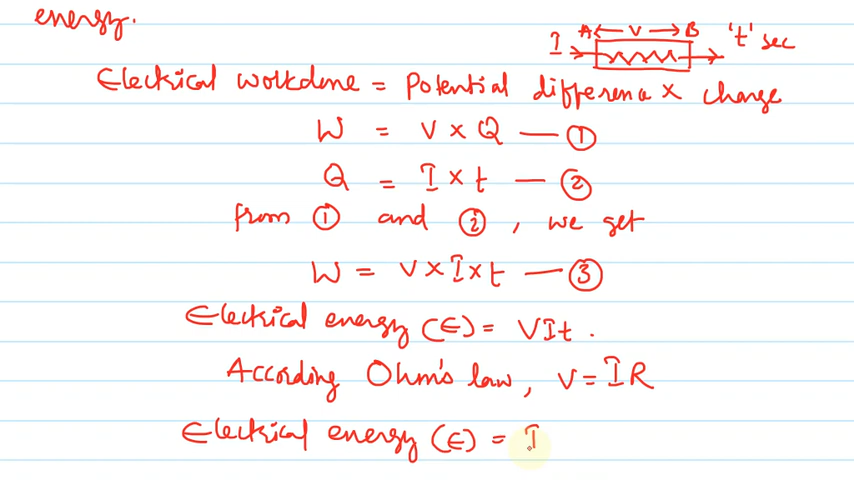 energy.
A V B 't' sec
I
Electrical workdone = Potential difference × charge
W = V × Q — ①
Q = I × t — ②
from ① and ②, we get
W = V × I × t — ③
Electrical energy (E) = VIt.
According Ohm's law, V = IR
Electrical energy (E) = I